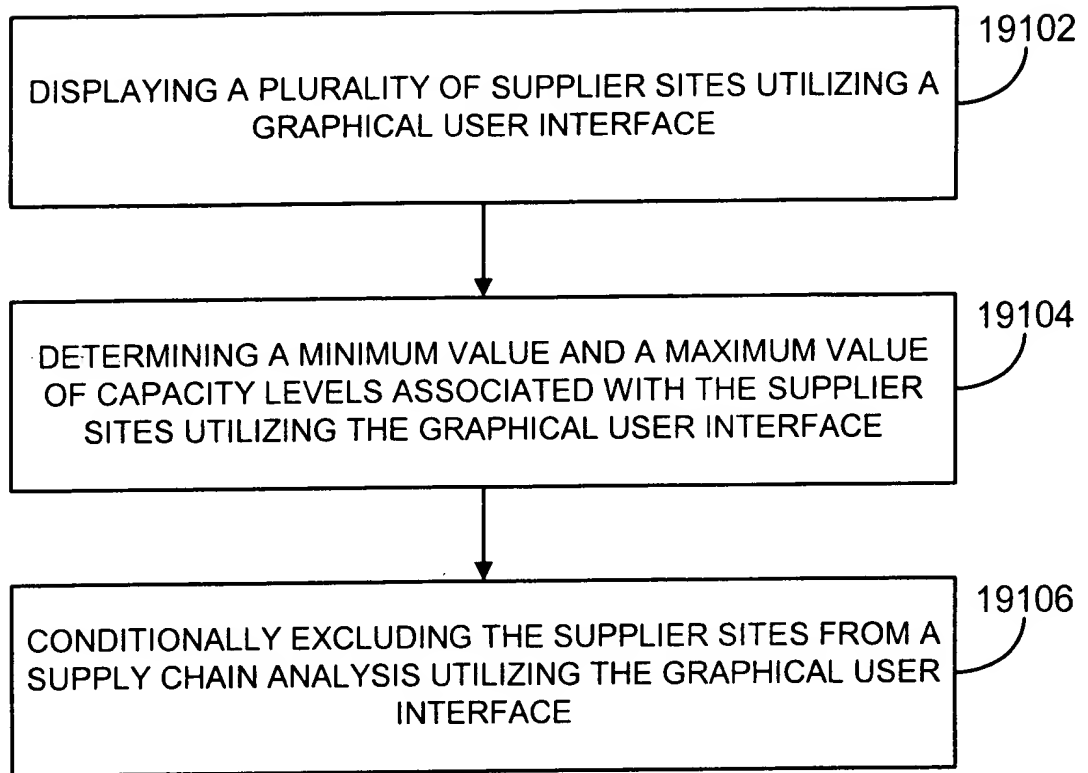 19102
DISPLAYING A PLURALITY OF SUPPLIER SITES UTILIZING A
GRAPHICAL USER INTERFACE
19104
DETERMINING A MINIMUM VALUE AND A MAXIMUM VALUE
OF CAPACITY LEVELS ASSOCIATED WITH THE SUPPLIER
SITES UTILIZING THE GRAPHICAL USER INTERFACE
19106
CONDITIONALLY EXCLUDING THE SUPPLIER SITES FROM A
SUPPLY CHAIN ANALYSIS UTILIZING THE GRAPHICAL USER
INTERFACE